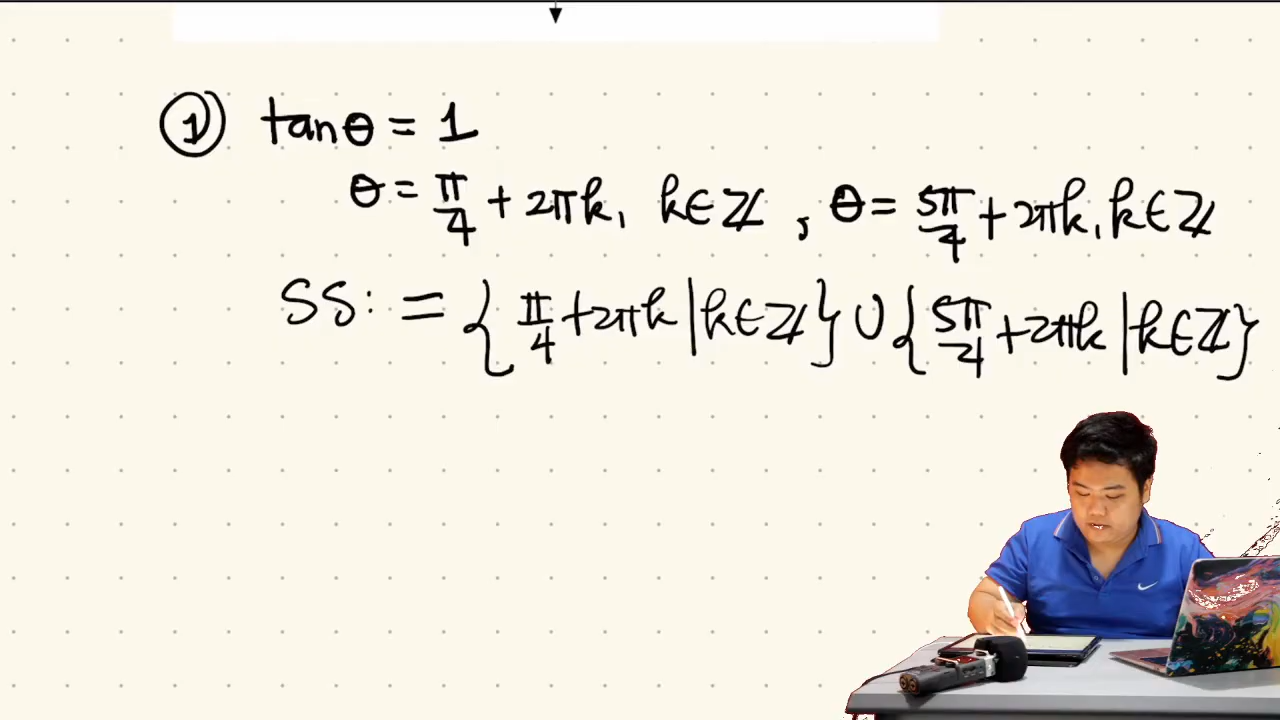 ① tanθ = 1
θ = π/4 + 2πk, k∈ℤ , θ = 5π/4 + 2πk, k∈ℤ
SS: = {π/4 + 2πk | k∈ℤ} ∪ {5π/4 + 2πk | k∈ℤ}